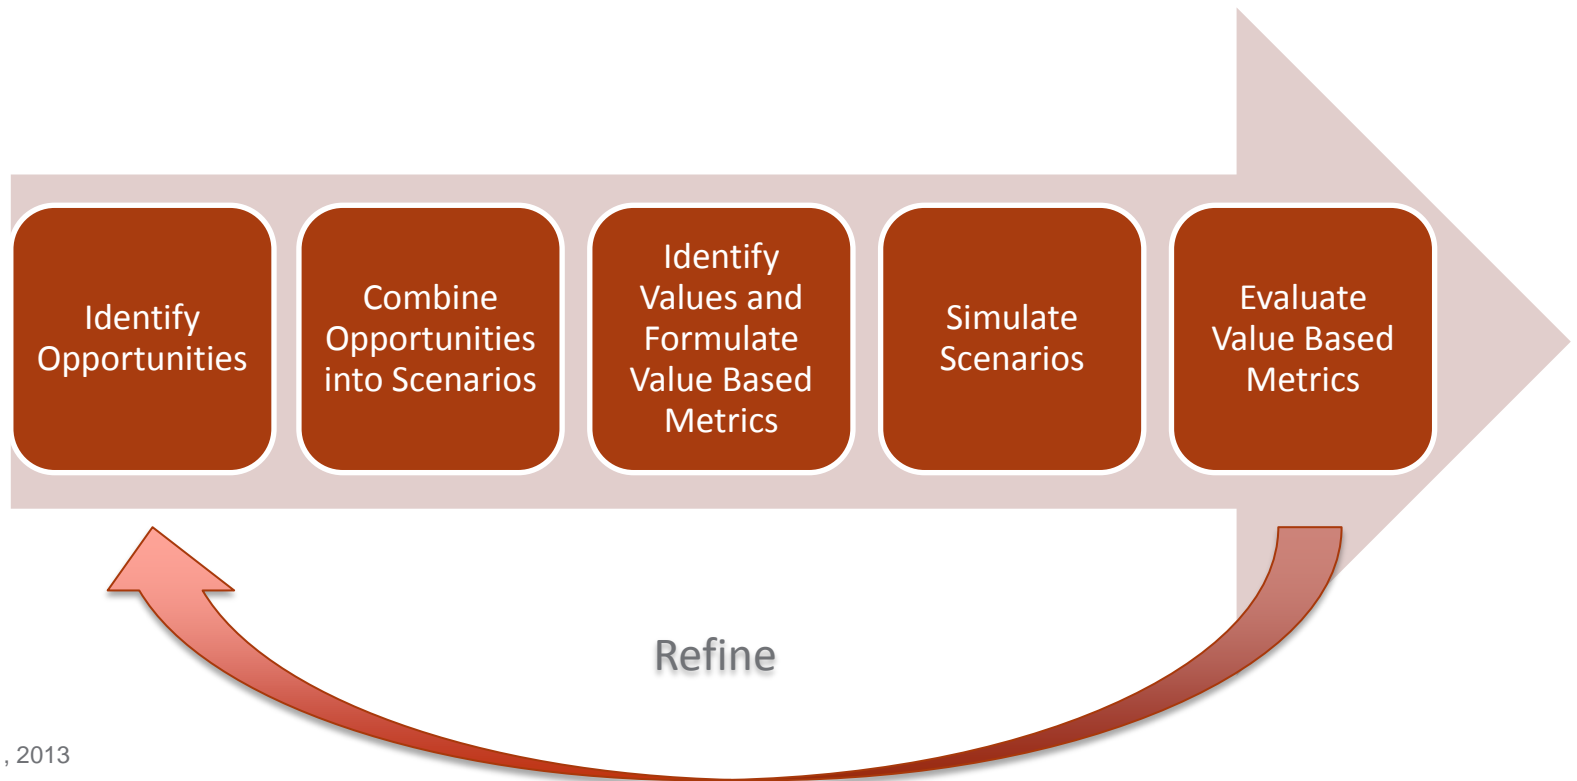 Identify
Opportunities
Combine
Opportunities
into Scenarios
Identify
Values and
Formulate
Value Based
Metrics
Simulate
Scenarios
Evaluate
Value Based
Metrics
Refine
, 2013